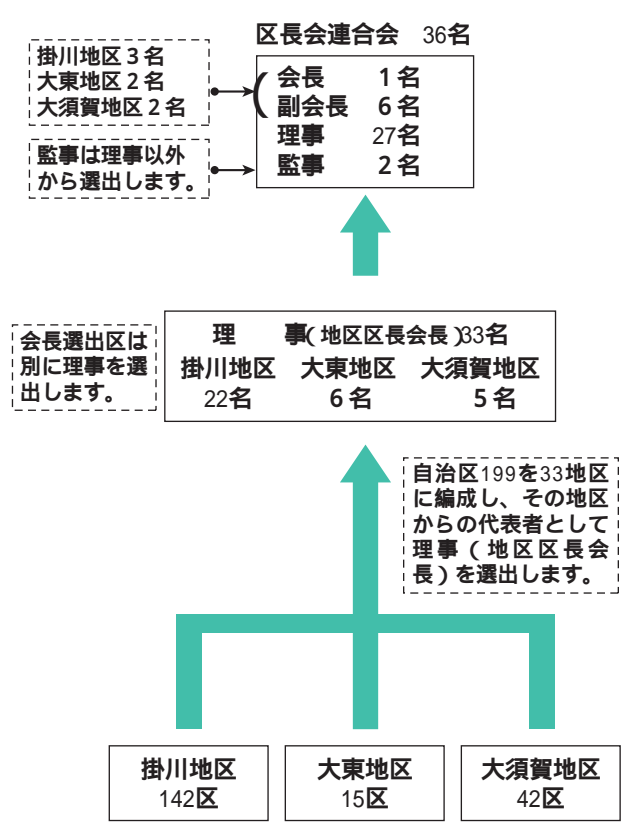 区長会連合会 36名
掛川地区3名
大東地区2名
大須賀地区2名
会長 1名
副会長 6名
理事 27名
監事 2名
監事は理事以外
から選出します。
理 事(地区区長会長)33名
掛川地区 大東地区 大須賀地区
22名 6名 5名
会長選出区は
別に理事を選
出します。
自治区199を33地区
に編成し、その地区
からの代表者として
理事(地区区長会
長)を選出します。
掛川地区
142区
大東地区
15区
大須賀地区
42区